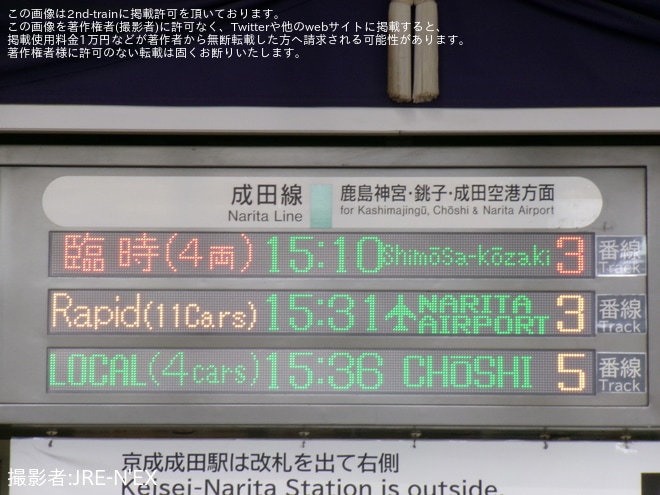 この画像は2nd-trainに掲載許可を頂いております。
この画像を著作権者(撮影者)に許可なく、Twitterや他のwebサイトに掲載すると、
掲載使用料金1万円などが著作者から無断転載した方へ請求される可能性があります。
著作権者様に許可のない転載は固くお断りいたします。
成田線 鹿島神宮・銚子・成田空港方面
Narita Line for Kashimajingū, Chōshi & Narita Airport
臨時(4両) 15:10 Shimōsa-kōzaki 3 番線 Track
Rapid(11Cars) 15:31 NARITA AIRPORT 3 番線 Track
LOCAL(4cars) 15:36 CHŌSHI 5 番線 Track
京成成田駅は改札を出て右側
Keisei-Narita Station is outside.
撮影者:JRE-N'EX